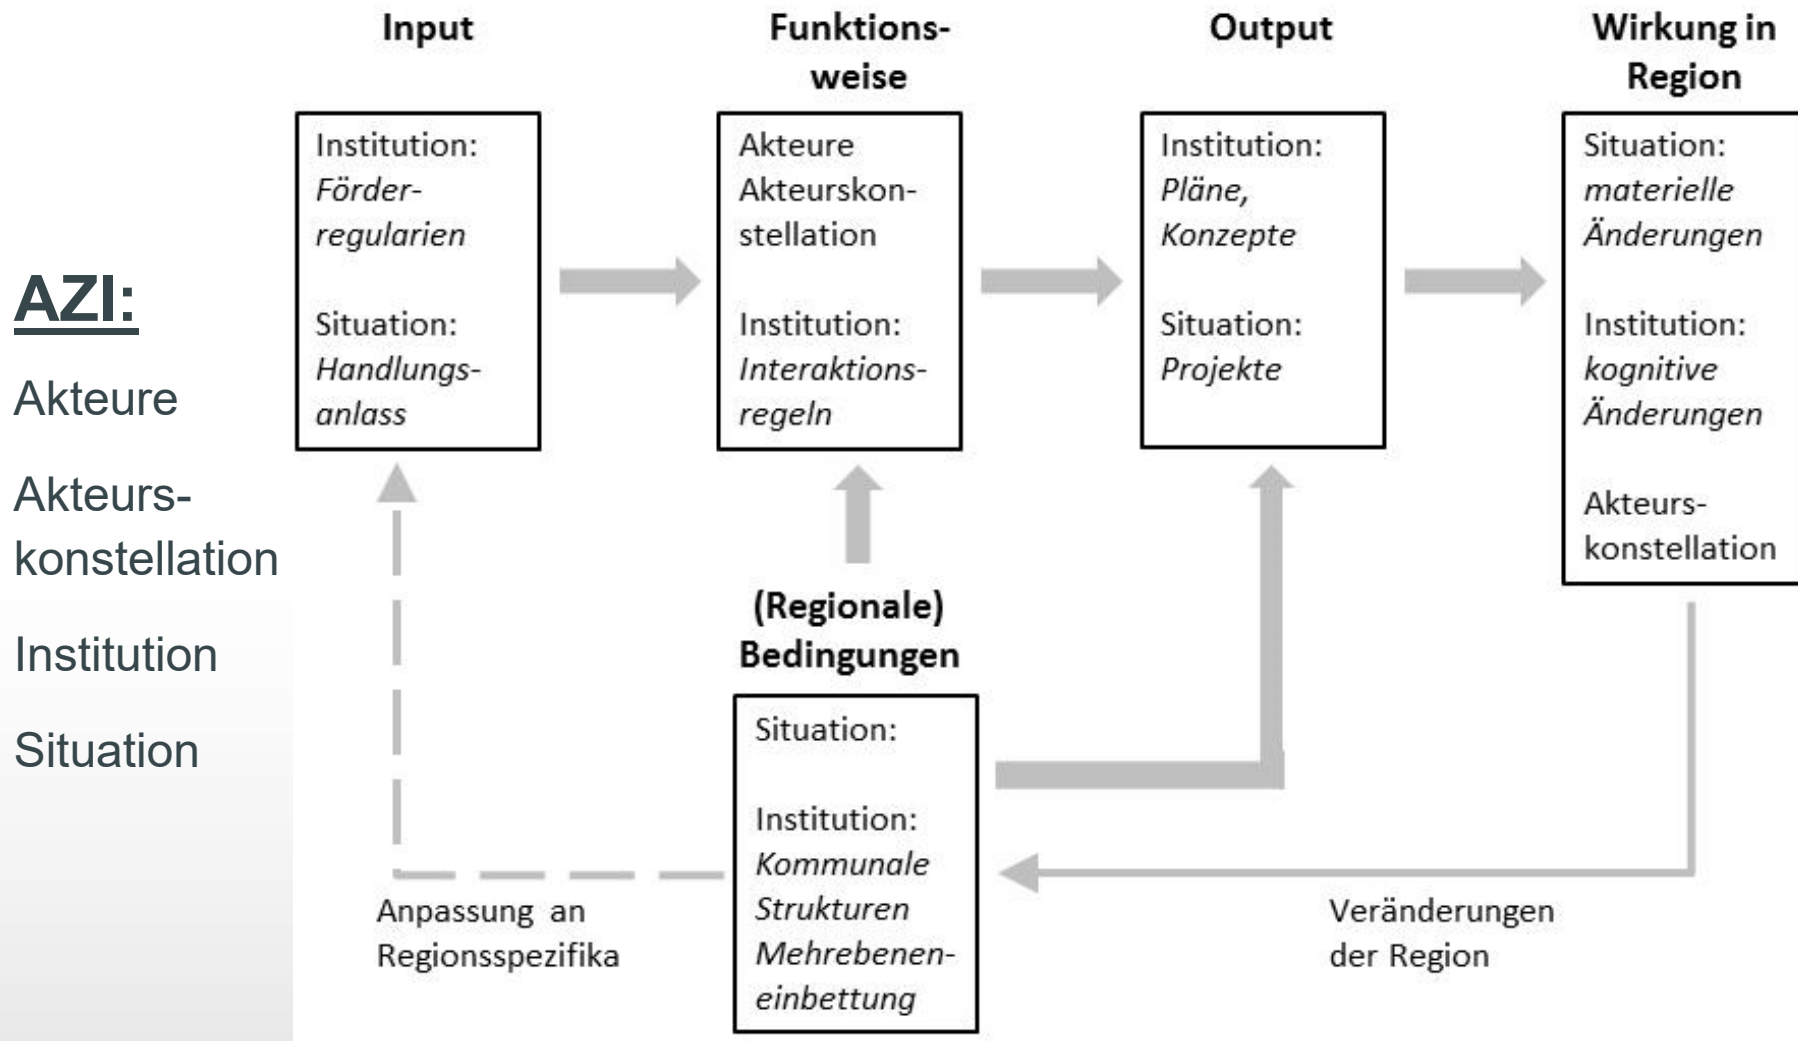 AZI:
Akteure
Akteurs-
konstellation
Institution
Situation
Input
Institution:
Förder-
regularien
Situation:
Handlungs-
anlass
Funktions-
weise
Akteure
Akteurskon-
stellation
Institution:
Interaktions-
regeln
Output
Institution:
Pläne,
Konzepte
Situation:
Projekte
Wirkung in
Region
Situation:
materielle
Änderungen
Institution:
kognitive
Änderungen
Akteurs-
konstellation
(Regionale)
Bedingungen
Situation:
Institution:
Kommunale
Strukturen
Mehrebenen-
einbettung
Anpassung an
Regionsspezifika
Veränderungen
der Region